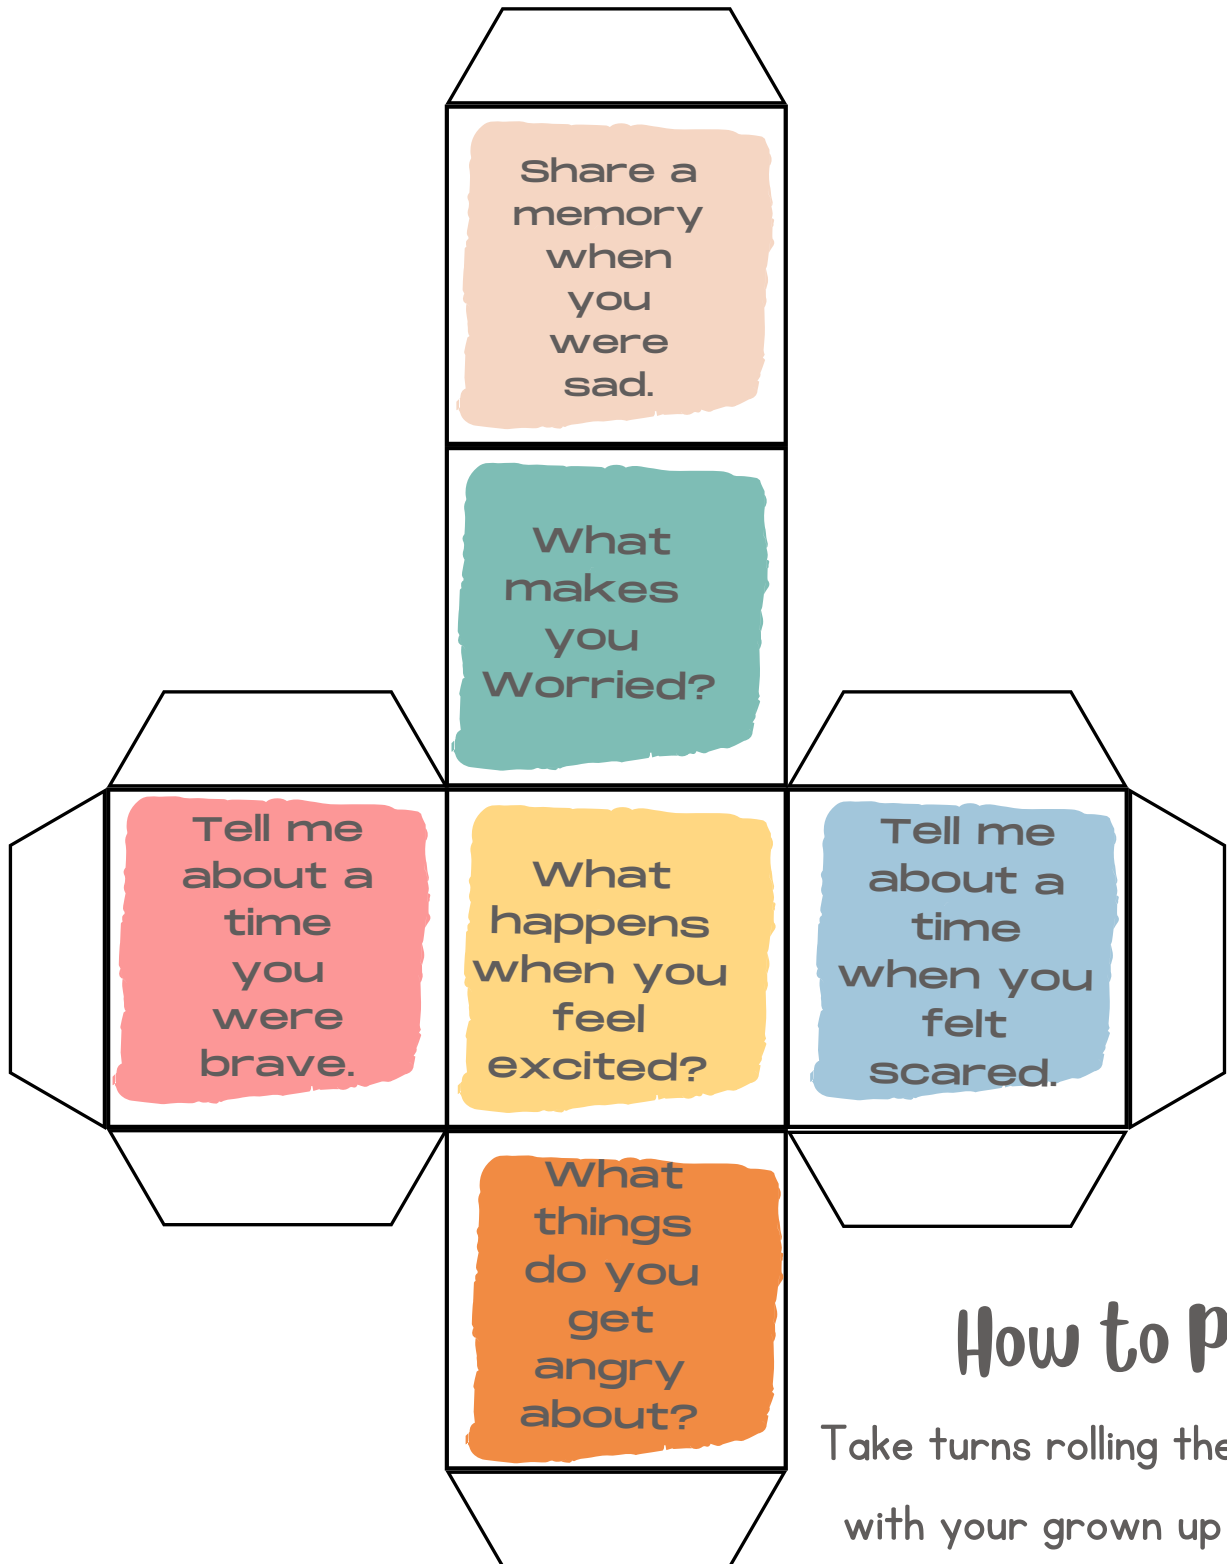 Share a
memory
when
you
were
sad.
What
makes
you
Worried?
Tell me
about a
time
you
were
brave.
What
happens
when you
feel
excited?
Tell me
about a
time
when you
felt
scared.
What
things
do you
get
angry
about?
How to P
Take turns rolling the
with your grown up